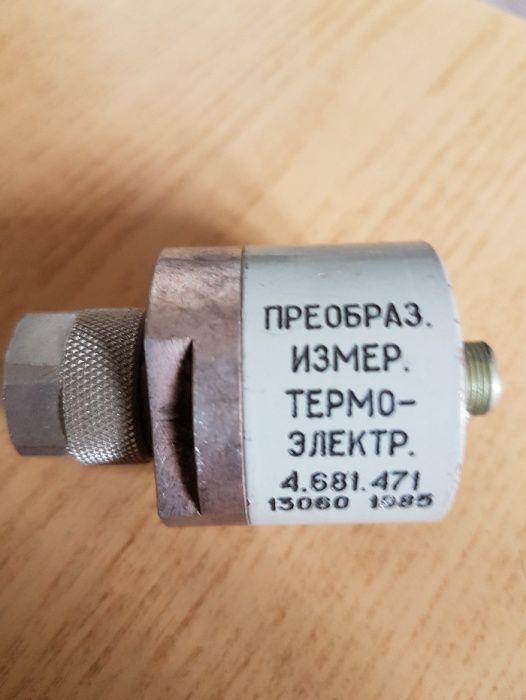 ПРЕОБРАЗ.
ИЗМЕР.
ТЕРМО-
ЭЛЕКТР.
4.681.471
13060 1985